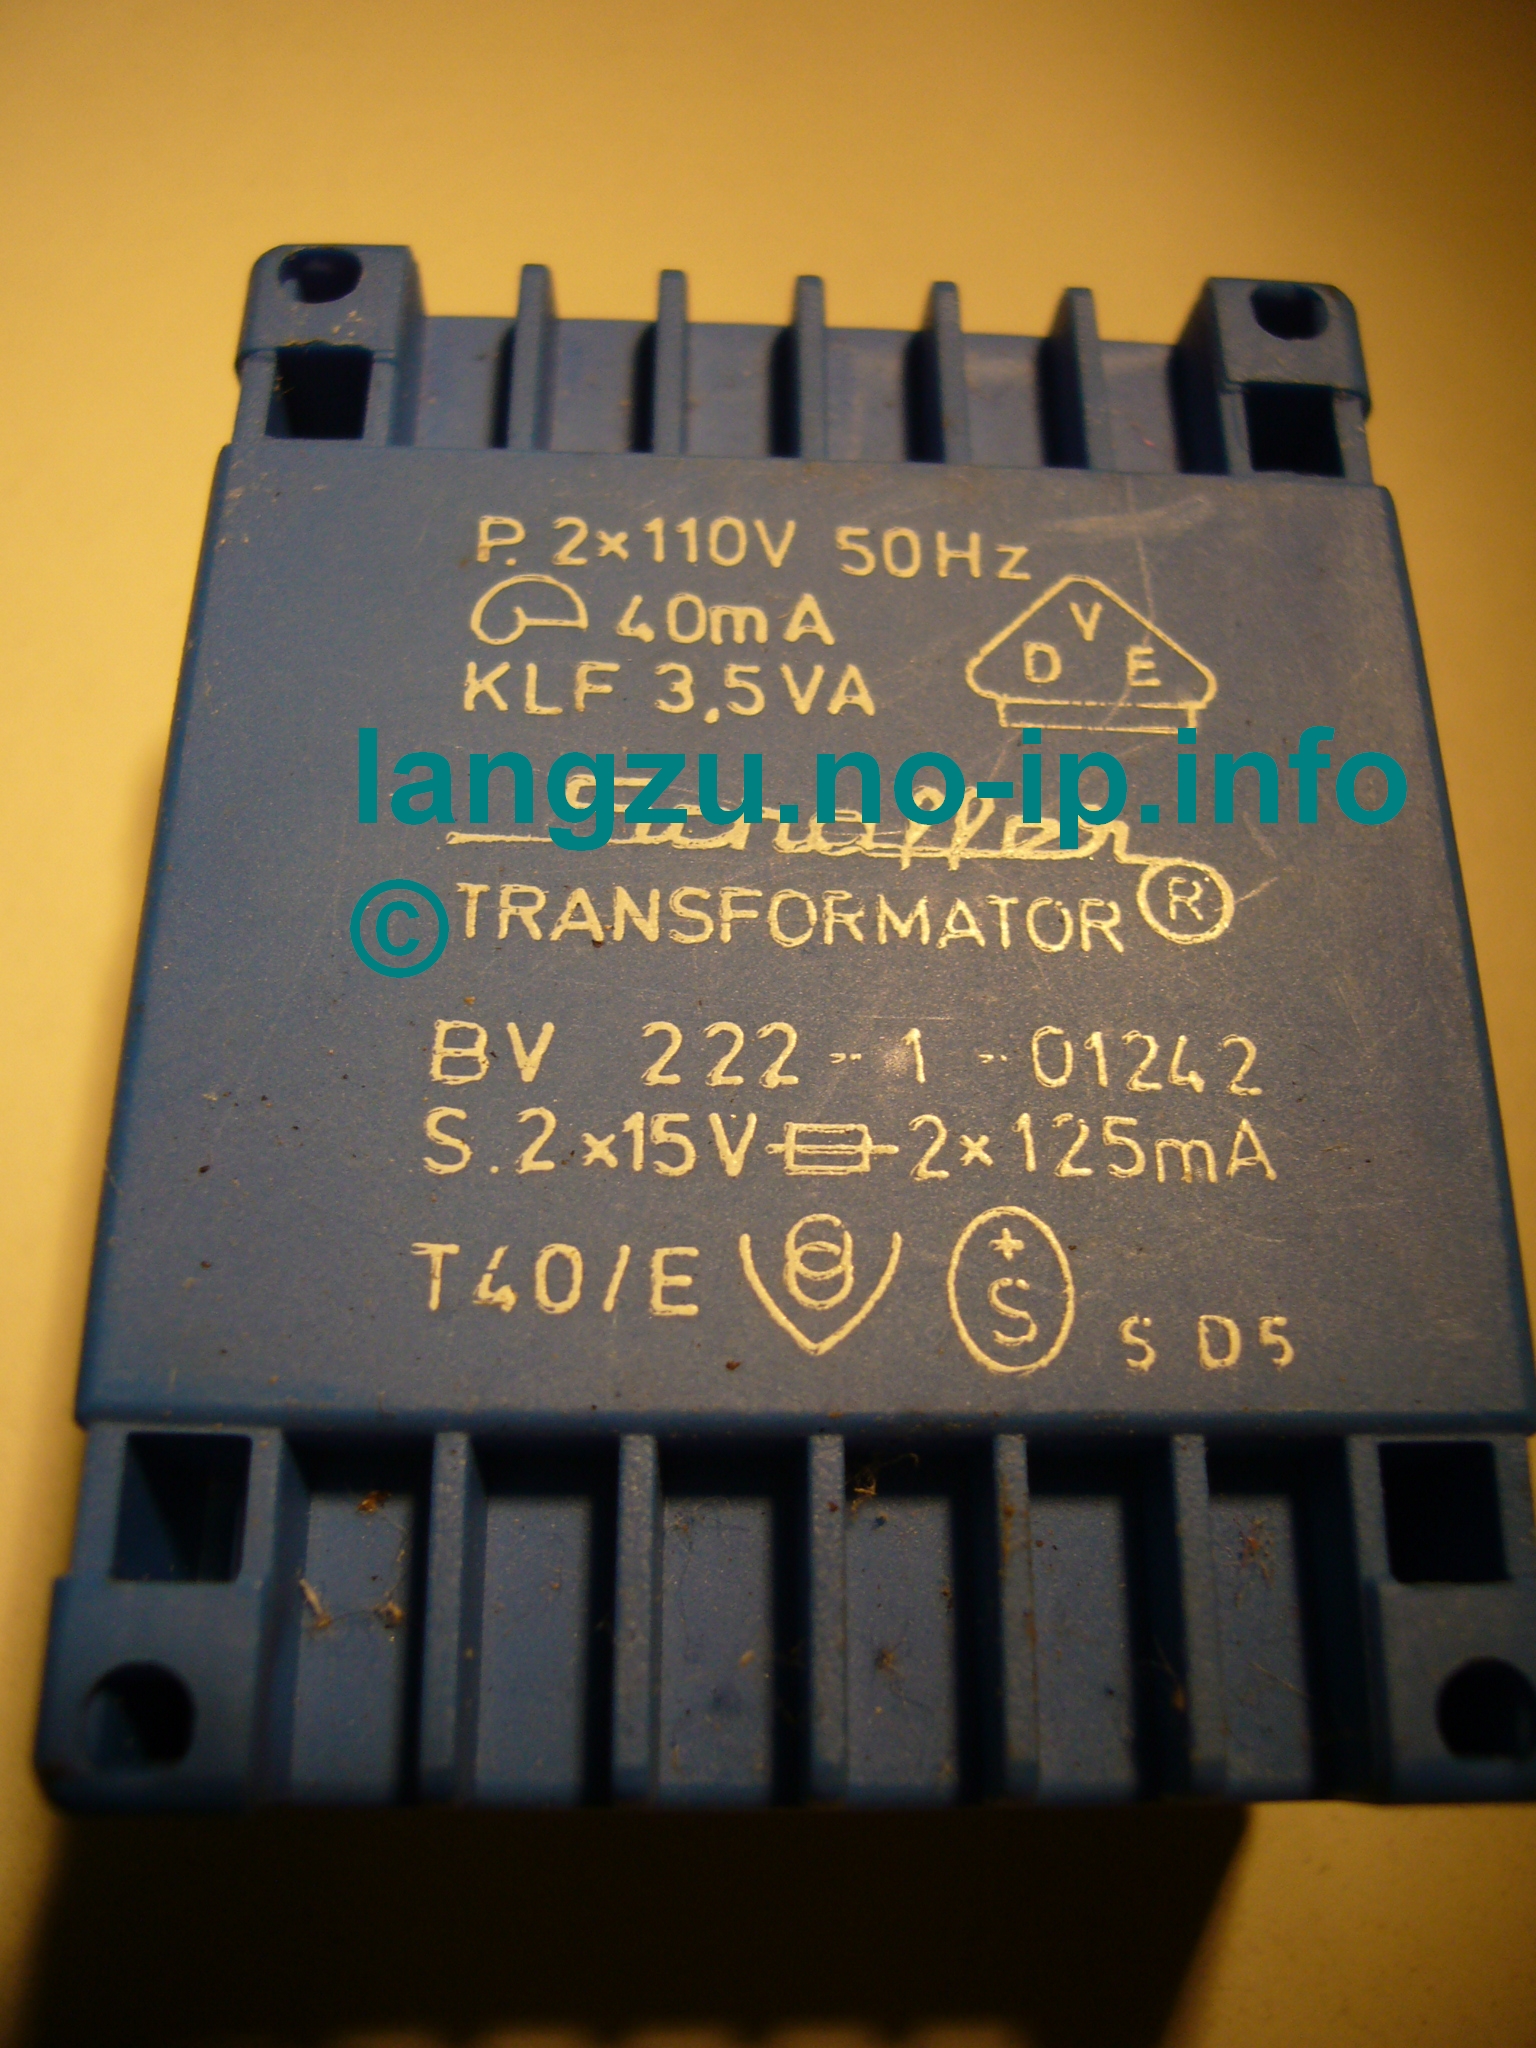 P. 2×110V 50Hz
40mA
KLF 3,5VA
V
D E
langzu.no-ip.info
Schaffer
© TRANSFORMATOR ®
BV 222-1-01242
S. 2×15V 2×125mA
T40/E + S S D5